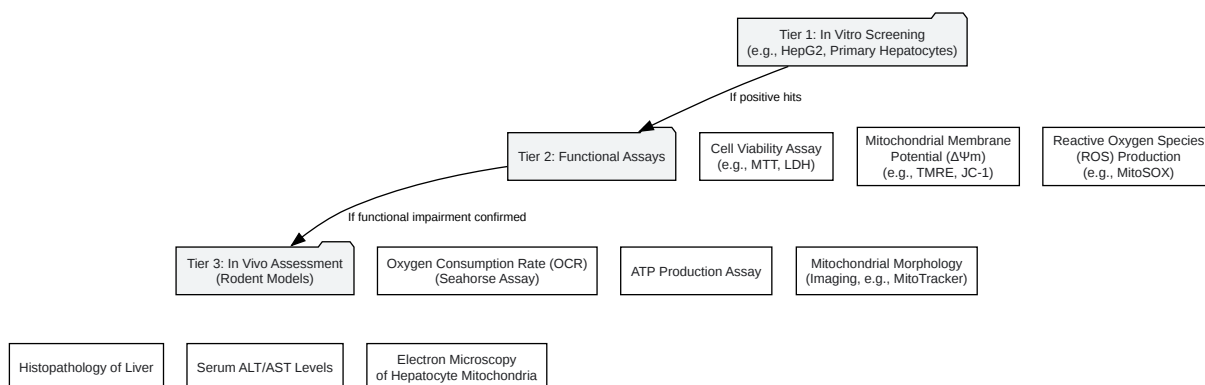 Tier 1: In Vitro Screening
(e.g., HepG2, Primary Hepatocytes)
If positive hits
Tier 2: Functional Assays
Cell Viability Assay
(e.g., MTT, LDH)
Mitochondrial Membrane
Potential (ΔΨm)
(e.g., TMRE, JC-1)
Reactive Oxygen Species
(ROS) Production
(e.g., MitoSOX)
If functional impairment confirmed
Tier 3: In Vivo Assessment
(Rodent Models)
Oxygen Consumption Rate (OCR)
(Seahorse Assay)
ATP Production Assay
Mitochondrial Morphology
(Imaging, e.g., MitoTracker)
Histopathology of Liver
Serum ALT/AST Levels
Electron Microscopy
of Hepatocyte Mitochondria